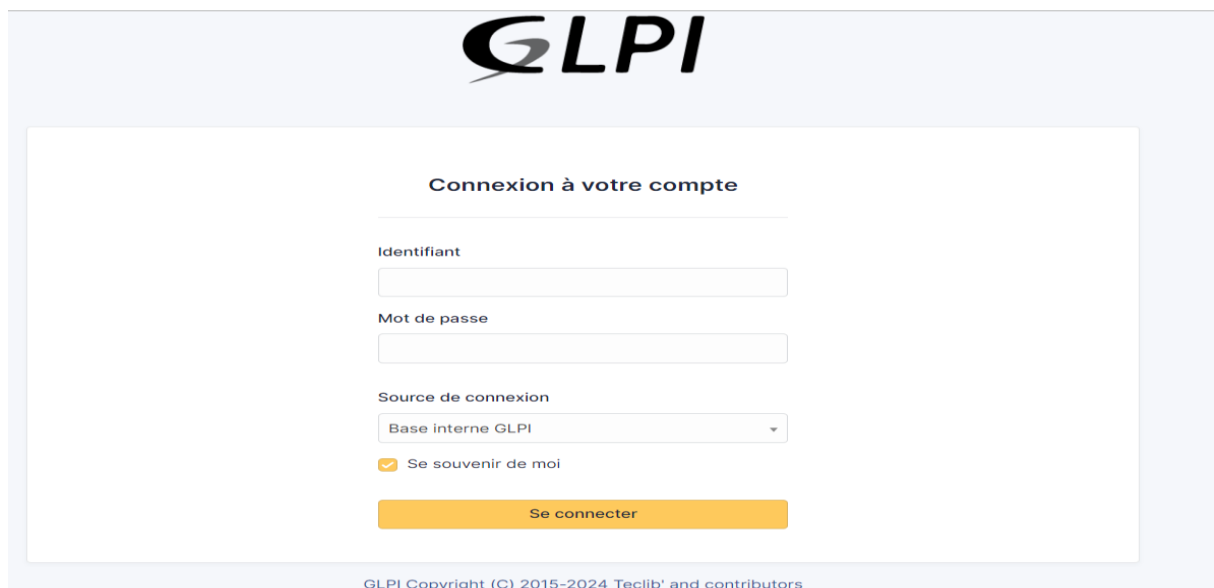 GLPI
Connexion à votre compte
Identifiant
Mot de passe
Source de connexion
Base interne GLPI
Se souvenir de moi
Se connecter
GLPI Copyright (C) 2015-2024 Teclib' and contributors